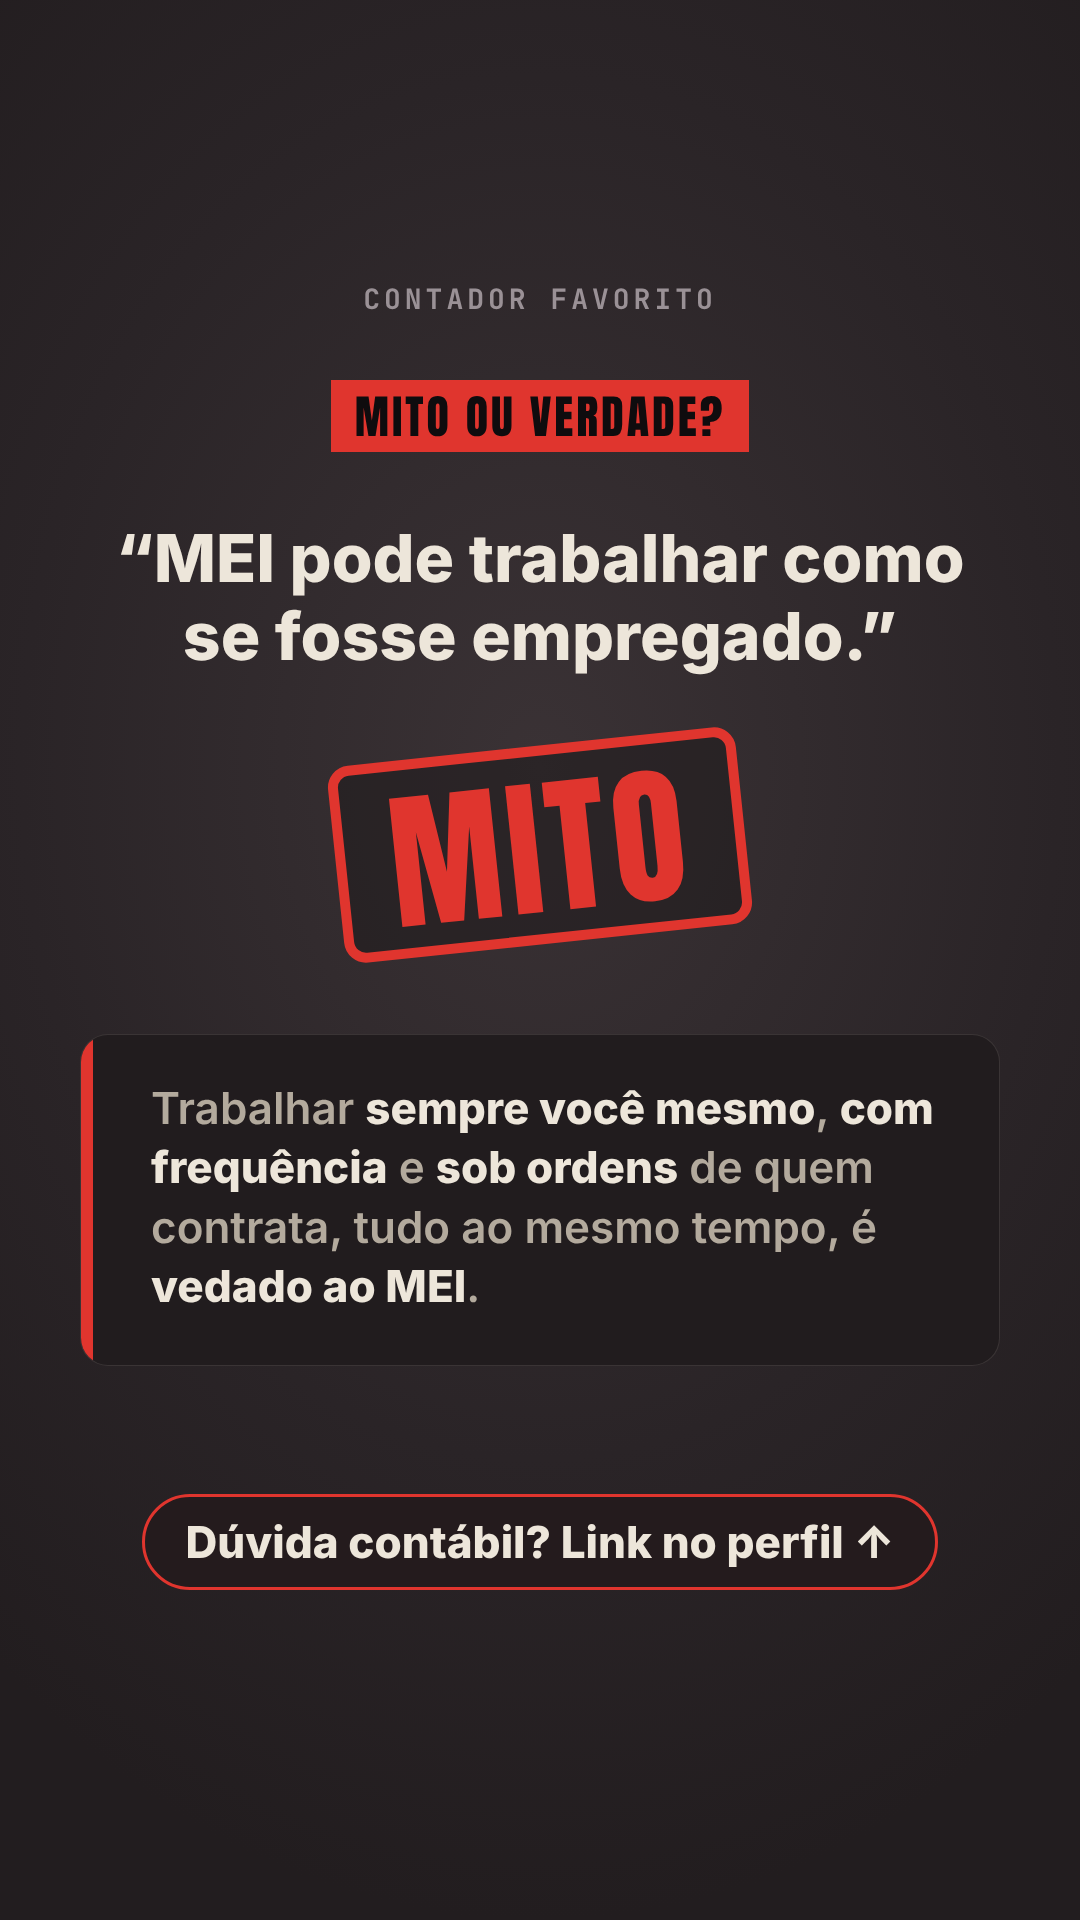 CONTADOR FAVORITO
MITO OU VERDADE?
“MEI pode trabalhar como
se fosse empregado.”
MITO
Trabalhar sempre você mesmo, com
frequência e sob ordens de quem
contrata, tudo ao mesmo tempo, é
vedado ao MEI.
Dúvida contábil? Link no perfil ↑